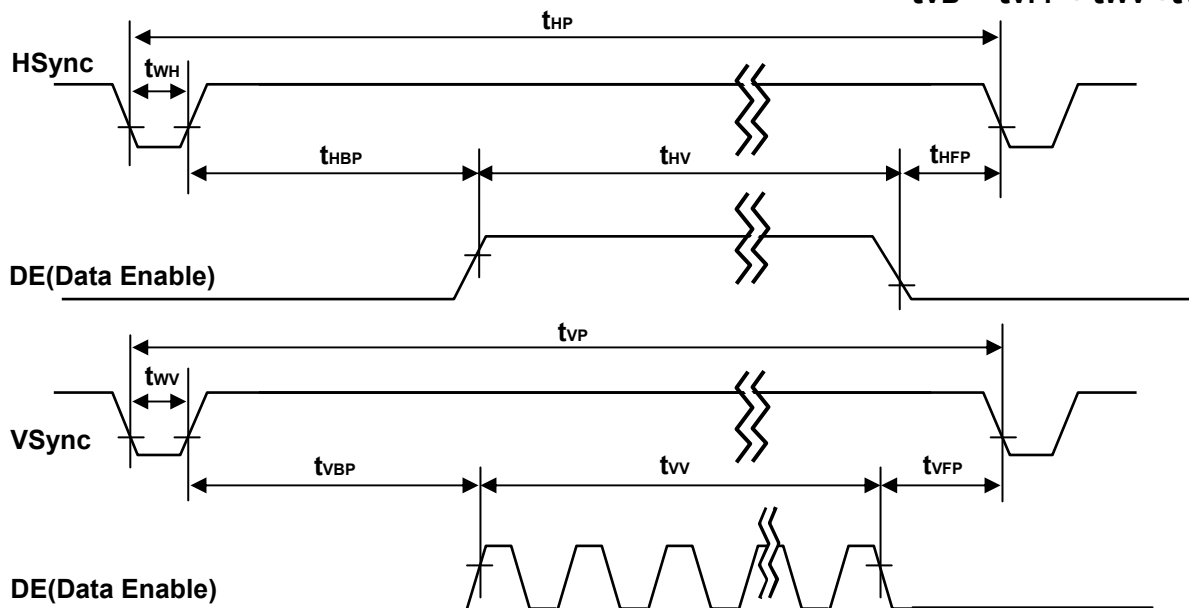 tHP
HSync
tWH
tHBP tHV tHFP
DE(Data Enable)
tVP
tWV
VSync
tVBP tVV tVFP
DE(Data Enable)